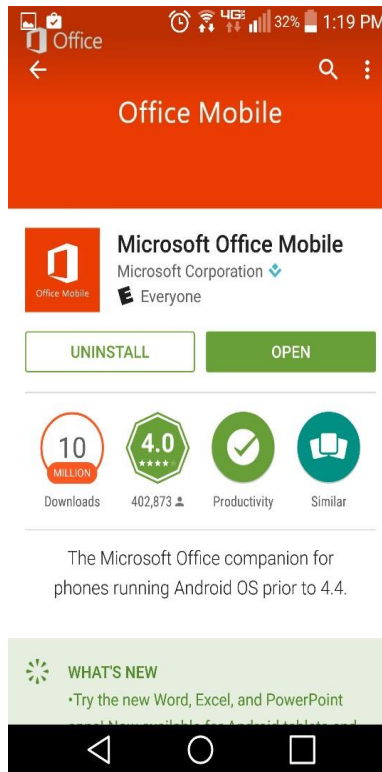 4G
32% 1:19 PM
Office
Office Mobile
Office Mobile
Microsoft Office Mobile
Microsoft Corporation
E Everyone
UNINSTALL OPEN
10
MILLION
4.0
Downloads 402,873 Productivity Similar
The Microsoft Office companion for
phones running Android OS prior to 4.4.
WHAT'S NEW
•Try the new Word, Excel, and PowerPoint